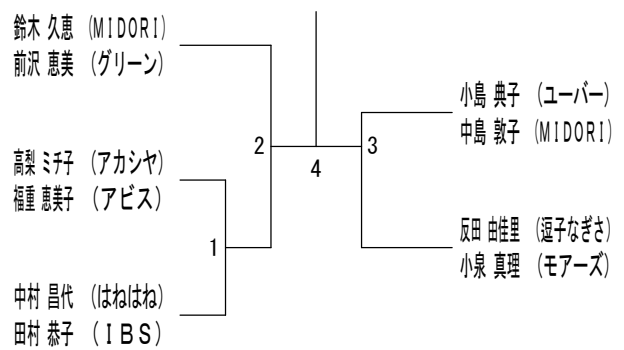 鈴木 久恵 (MIDORI)
前沢 恵美 (グリーン)
高梨 ミチ子 (アカシヤ)
福重 恵美子 (アビス)
中村 昌代 (はねはね)
田村 恭子 (IBS)
1
2
4
3
小島 典子 (ユーバー)
中島 敦子 (MIDORI)
反田 由佳里 (逗子なぎさ)
小泉 真理 (モアーズ)